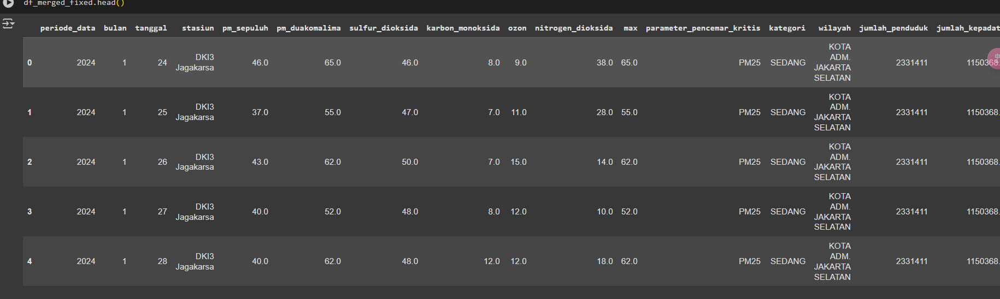 df_merged_fixed.head()
periode_data bulan tanggal stasiun pm_sepuluh pm_duakomalima sulfur_dioksida karbon_monoksida ozon nitrogen_dioksida max parameter_pencemar_kritis kategori wilayah jumlah_penduduk jumlah_kepadat
0 2024 1 24 DKI3 Jagakarsa 46.0 65.0 46.0 8.0 9.0 38.0 65.0 PM25 SEDANG KOTA ADM. JAKARTA SELATAN 2331411 1150368.
1 2024 1 25 DKI3 Jagakarsa 37.0 55.0 47.0 7.0 11.0 28.0 55.0 PM25 SEDANG KOTA ADM. JAKARTA SELATAN 2331411 1150368.
2 2024 1 26 DKI3 Jagakarsa 43.0 62.0 50.0 7.0 15.0 14.0 62.0 PM25 SEDANG KOTA ADM. JAKARTA SELATAN 2331411 1150368.
3 2024 1 27 DKI3 Jagakarsa 40.0 52.0 48.0 8.0 12.0 10.0 52.0 PM25 SEDANG KOTA ADM. JAKARTA SELATAN 2331411 1150368.
4 2024 1 28 DKI3 Jagakarsa 40.0 62.0 48.0 12.0 12.0 18.0 62.0 PM25 SEDANG KOTA ADM. JAKARTA SELATAN 2331411 1150368.